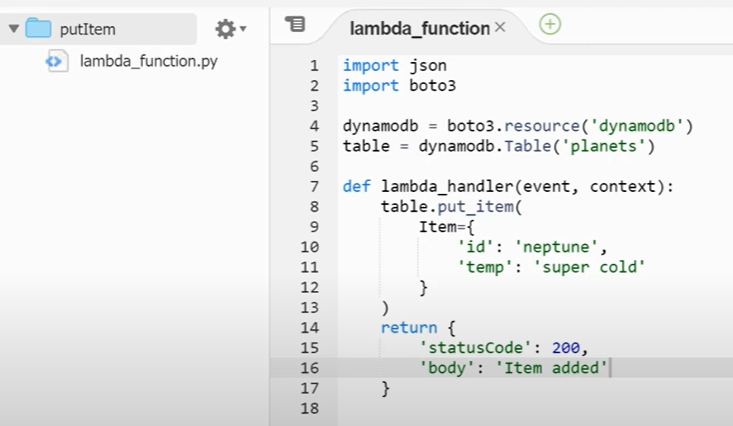 putItem
lambda_function.py
lambda_function
1 import json
2 import boto3
3
4 dynamodb = boto3.resource('dynamodb')
5 table = dynamodb.Table('planets')
6
7 def lambda_handler(event, context):
8     table.put_item(
9         Item={
10             'id': 'neptune',
11             'temp': 'super cold'
12         }
13     )
14     return {
15         'statusCode': 200,
16         'body': 'Item added'
17     }
18